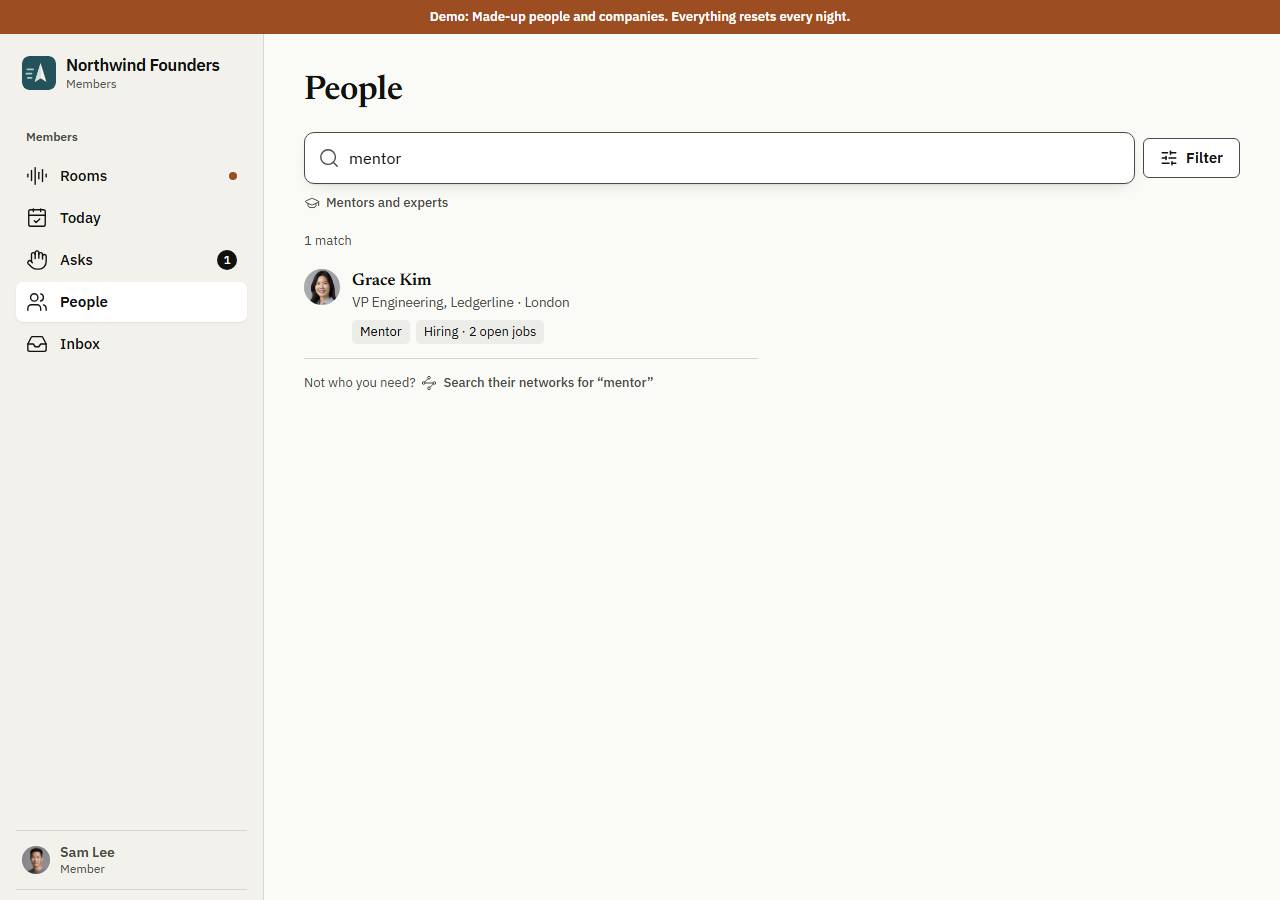 Demo: Made-up people and companies. Everything resets every night.
Northwind Founders
Members
Members
Rooms
Today
Asks 1
People
Inbox
Sam Lee
Member
People
mentor
Filter
Mentors and experts
1 match
Grace Kim
VP Engineering, Ledgerline · London
Mentor
Hiring · 2 open jobs
Not who you need? Search their networks for “mentor”